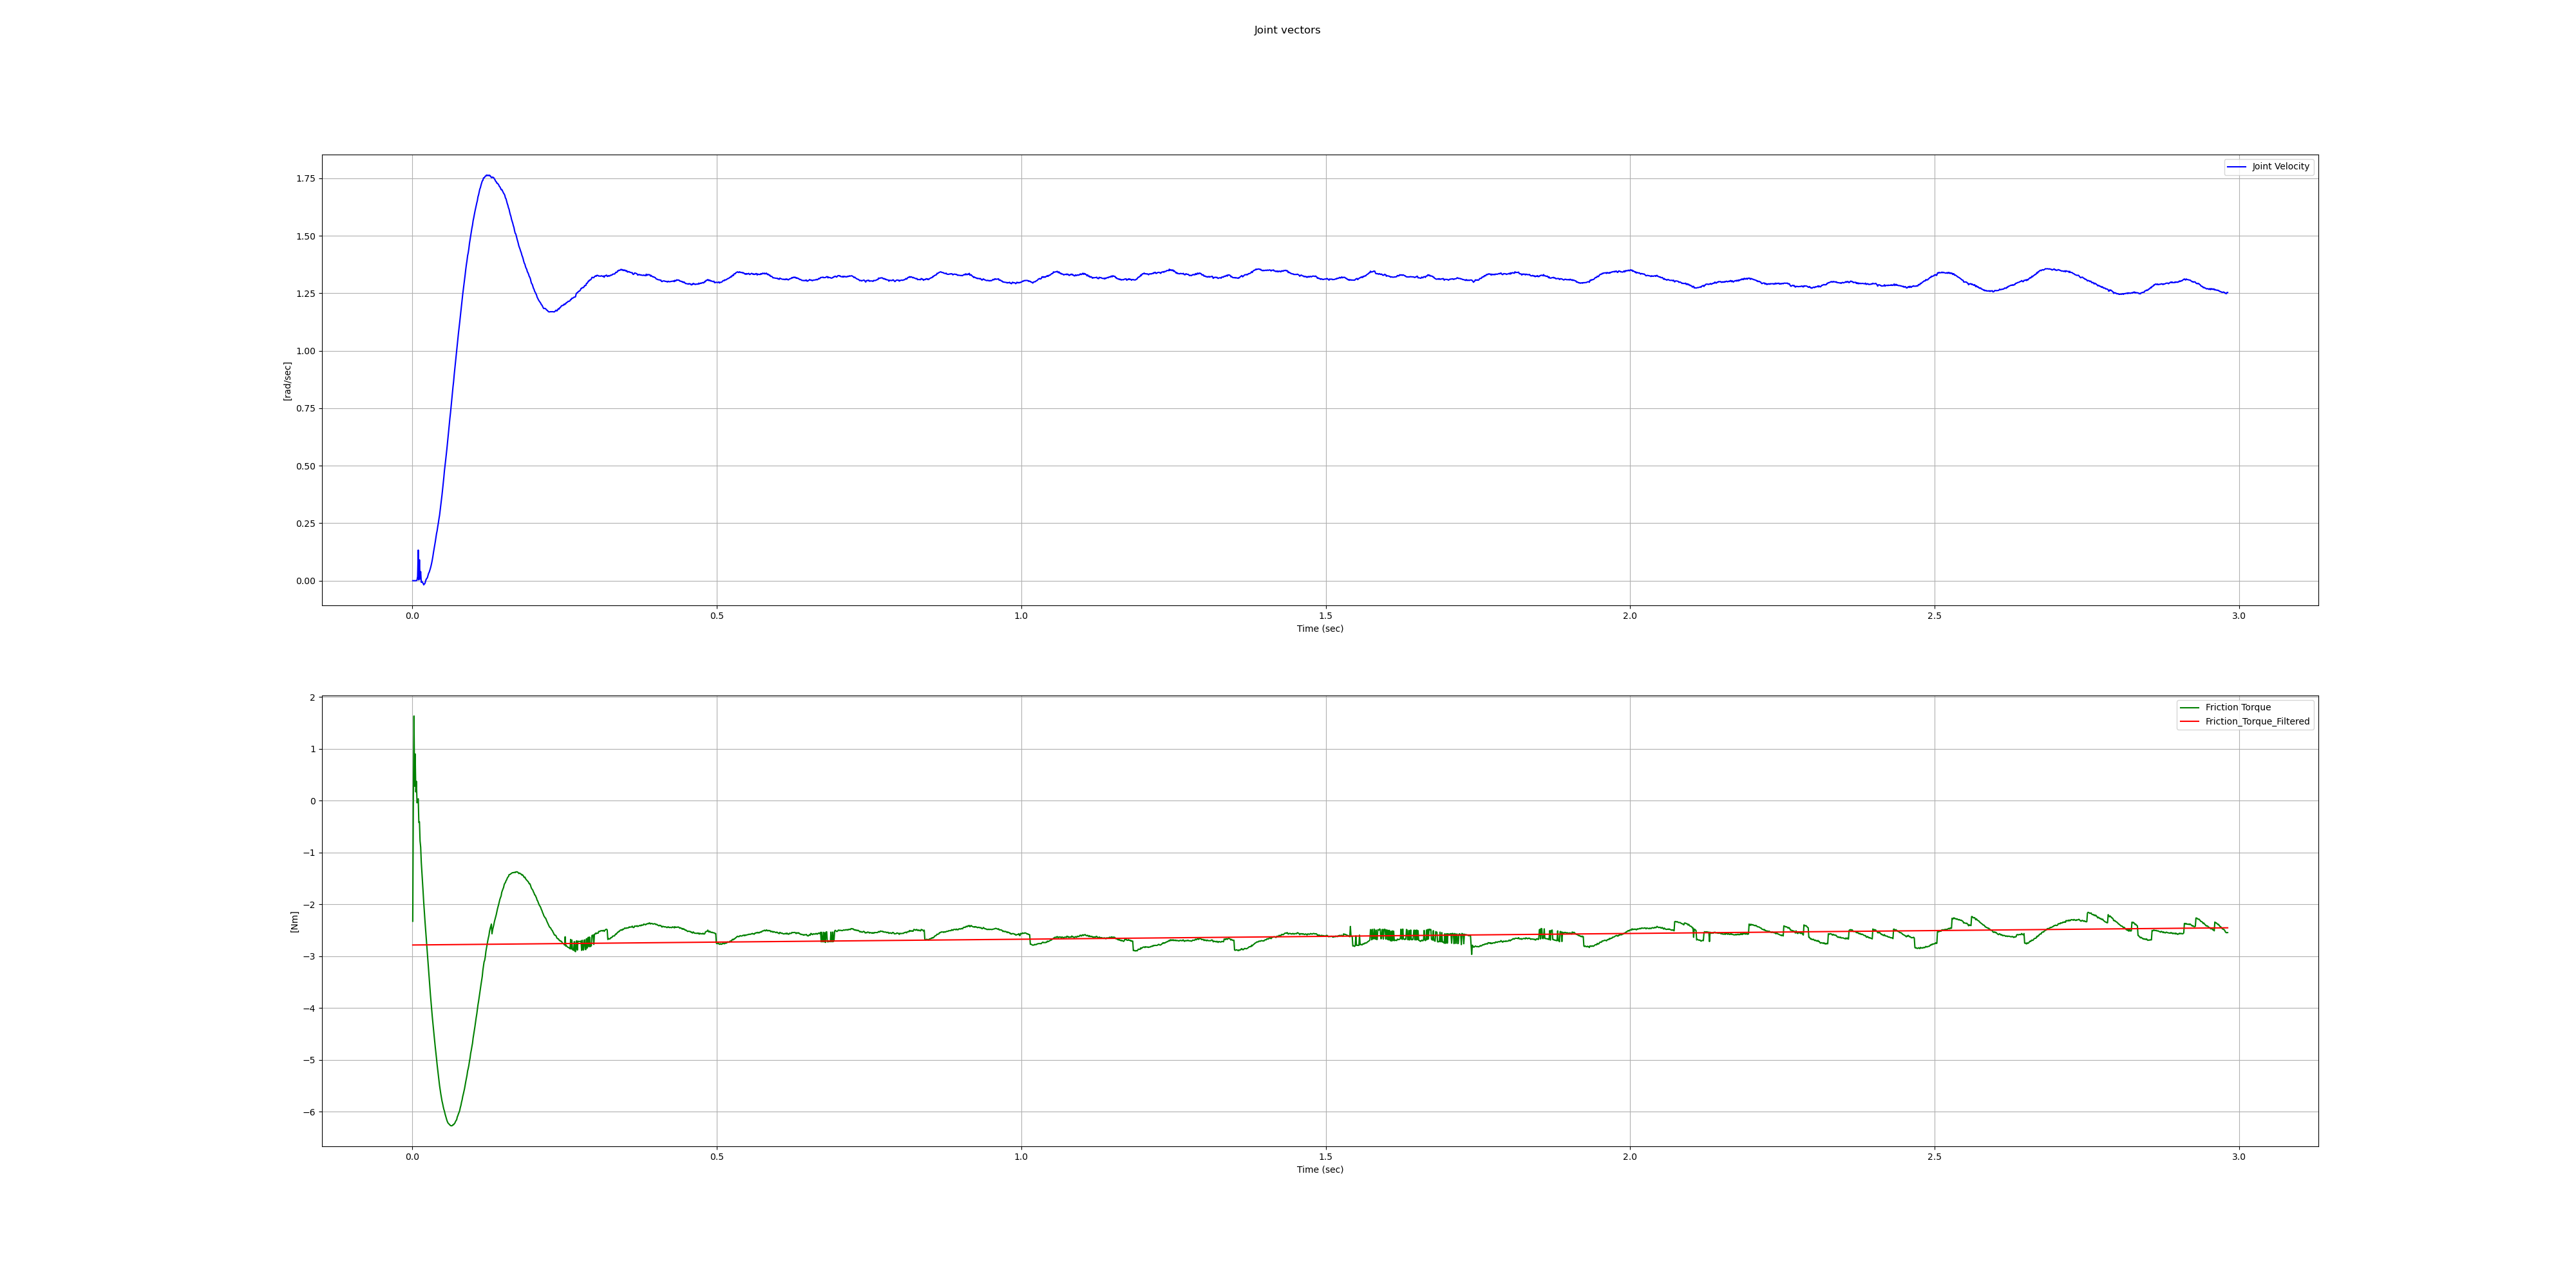 Joint vectors
Joint Velocity
1.75
1.50
1.25
1.00
0.75
0.50
0.25
0.00
[rad/sec]
0.0 0.5 1.0 1.5 2.0 2.5 3.0
Time (sec)
Friction Torque
Friction_Torque_Filtered
2
1
0
−1
−2
−3
−4
−5
−6
[Nm]
0.0 0.5 1.0 1.5 2.0 2.5 3.0
Time (sec)